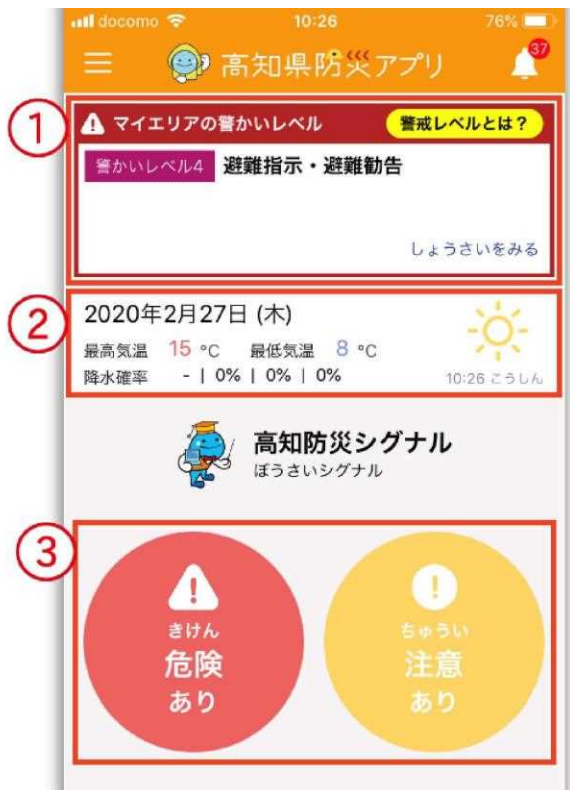 docomo 10:26 76%
高知県防災アプリ 37
①
マイエリアの警かいレベル 警戒レベルとは？
警かいレベル4 避難指示・避難勧告
しょうさいをみる
②
2020年2月27日 (木)
最高気温 15 °C 最低気温 8 °C
降水確率 - | 0% | 0% | 0%
10:26 こうしん
高知防災シグナル
ぼうさいシグナル
③
きけん
危険
あり
ちゅうい
注意
あり